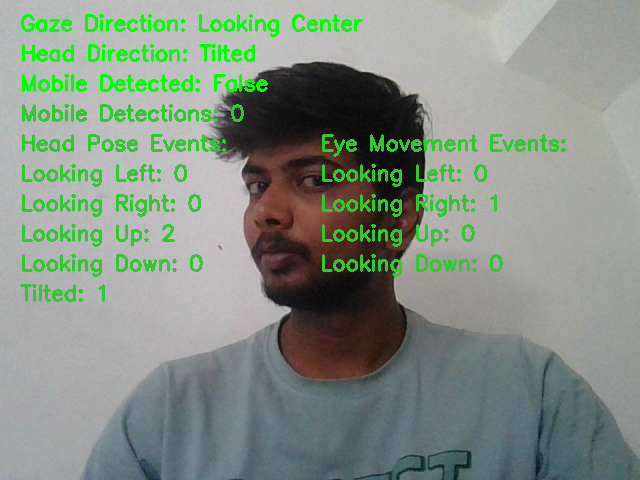 Gaze Direction: Looking Center
Head Direction: Tilted
Mobile Detected: False
Mobile Detections: 0
Head Pose Events:
Looking Left: 0
Looking Right: 0
Looking Up: 2
Looking Down: 0
Tilted: 1
Eye Movement Events:
Looking Left: 0
Looking Right: 1
Looking Up: 0
Looking Down: 0